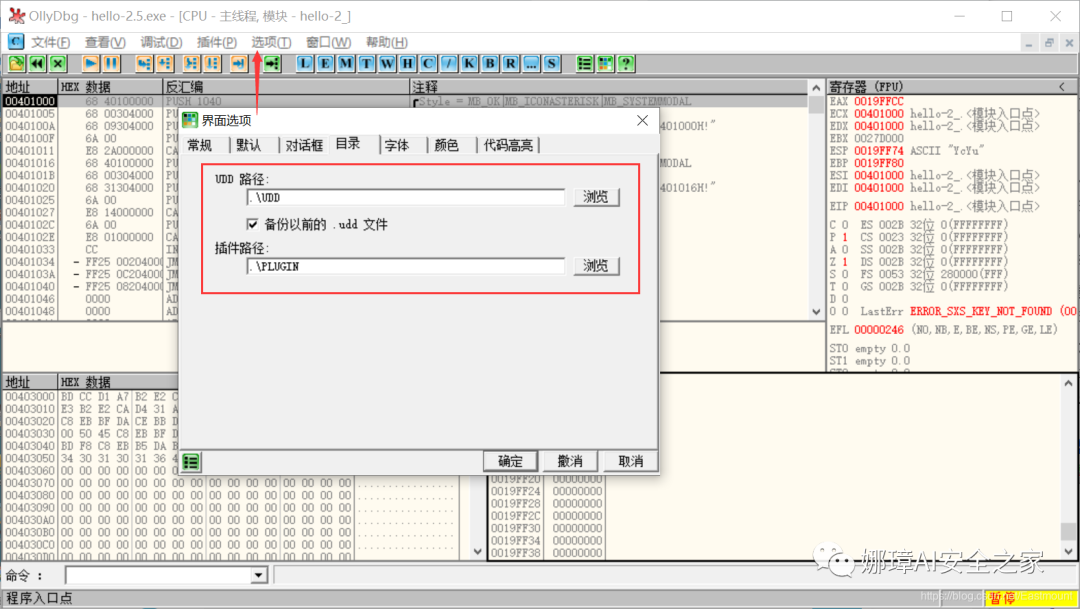 OllyDbg - hello-2.5.exe - [CPU - 主线程, 模块 - hello-2_]
C 文件(F) 查看(V) 调试(D) 插件(P) 选项(T) 窗口(W) 帮助(H)
L E M T W H C / K B R ... S ?
地址 HEX 数据 反汇编 注释 寄存器 (FPU) <
00401000 68 40100000 PUSH 1040 Style = MB_OK|MB_ICONASTERISK|MB_SYSTEMMODAL
00401005 68 00304000 PU
0040100A 68 09304000 PU 401000H!"
0040100F 6A 00 PU
00401011 E8 2A000000 CA
00401016 68 40100000 PU MODAL
0040101B 68 00304000 PU
00401020 68 31304000 PU 401016H!"
00401025 6A 00 PU
00401027 E8 14000000 CA
0040102C 6A 00 PU
0040102E E8 01000000 CA
00401033 CC IN
00401034 - FF25 00204000 JM
0040103A - FF25 0C204000 JM
00401040 - FF25 08204000 JM
00401046 0000 AD
00401048 0000 AD
EAX 0019FFCC
ECX 00401000 hello-2_.<模块入口点>
EDX 00401000 hello-2_.<模块入口点>
EBX 0027D000
ESP 0019FF74 ASCII "YcYu"
EBP 0019FF80
ESI 00401000 hello-2_.<模块入口点>
EDI 00401000 hello-2_.<模块入口点>
EIP 00401000 hello-2_.<模块入口点>
C 0 ES 002B 32位 0(FFFFFFFF)
P 1 CS 0023 32位 0(FFFFFFFF)
A 0 SS 002B 32位 0(FFFFFFFF)
Z 1 DS 002B 32位 0(FFFFFFFF)
S 0 FS 0053 32位 280000(FFF)
T 0 GS 002B 32位 0(FFFFFFFF)
D 0
O 0 LastErr ERROR_SXS_KEY_NOT_FOUND (00
EFL 00000246 (NO,NB,E,BE,NS,PE,GE,LE)
ST0 empty 0.0
ST1 empty 0.0
界面选项
常规 默认 对话框 目录 字体 颜色 代码高亮
UDD 路径:
.\UDD 浏览
备份以前的 .udd 文件
插件路径:
.\PLUGIN 浏览
确定 撤消 取消
地址 HEX 数据
00403000 BD CC D1 A7 B2 E2 C
00403010 E3 B2 E2 CA D4 31 A
00403020 C8 EB BF DA CE BB D
00403030 00 50 45 C8 EB BF D
00403040 BD F8 C8 EB B5 DA B
00403050 34 30 31 30 31 36 4
00403060 00 00 00 00 00 00 00
00403070 00 00 00 00 00 00 00 00 00 00 00 00 00 00 00 00 ................
00403080 00 00 00 00 00 00 00 00 00 00 00 00 00 00 00 00 ................
00403090 00 00 00 00 00 00 00 00 00 00 00 00 00 00 00 00 ................
004030A0 00 00 00 00 00 00 00 00 00 00 00 00 00 00 00 00 ................
004030B0 00 00 00 00 00 00 00 00 00 00 00 00 00 00 00 00 ................
004030C0 00 00 00 00 00 00 00 00 00 00 00 00 00 00 00 00 ................
0019FF20 00000000
0019FF24 00000000
0019FF28 00000000
0019FF2C 00000000
0019FF30 00000000
0019FF34 00000000
0019FF38 00000000
命令 :
程序入口点 暂停
娜璋AI安全之家